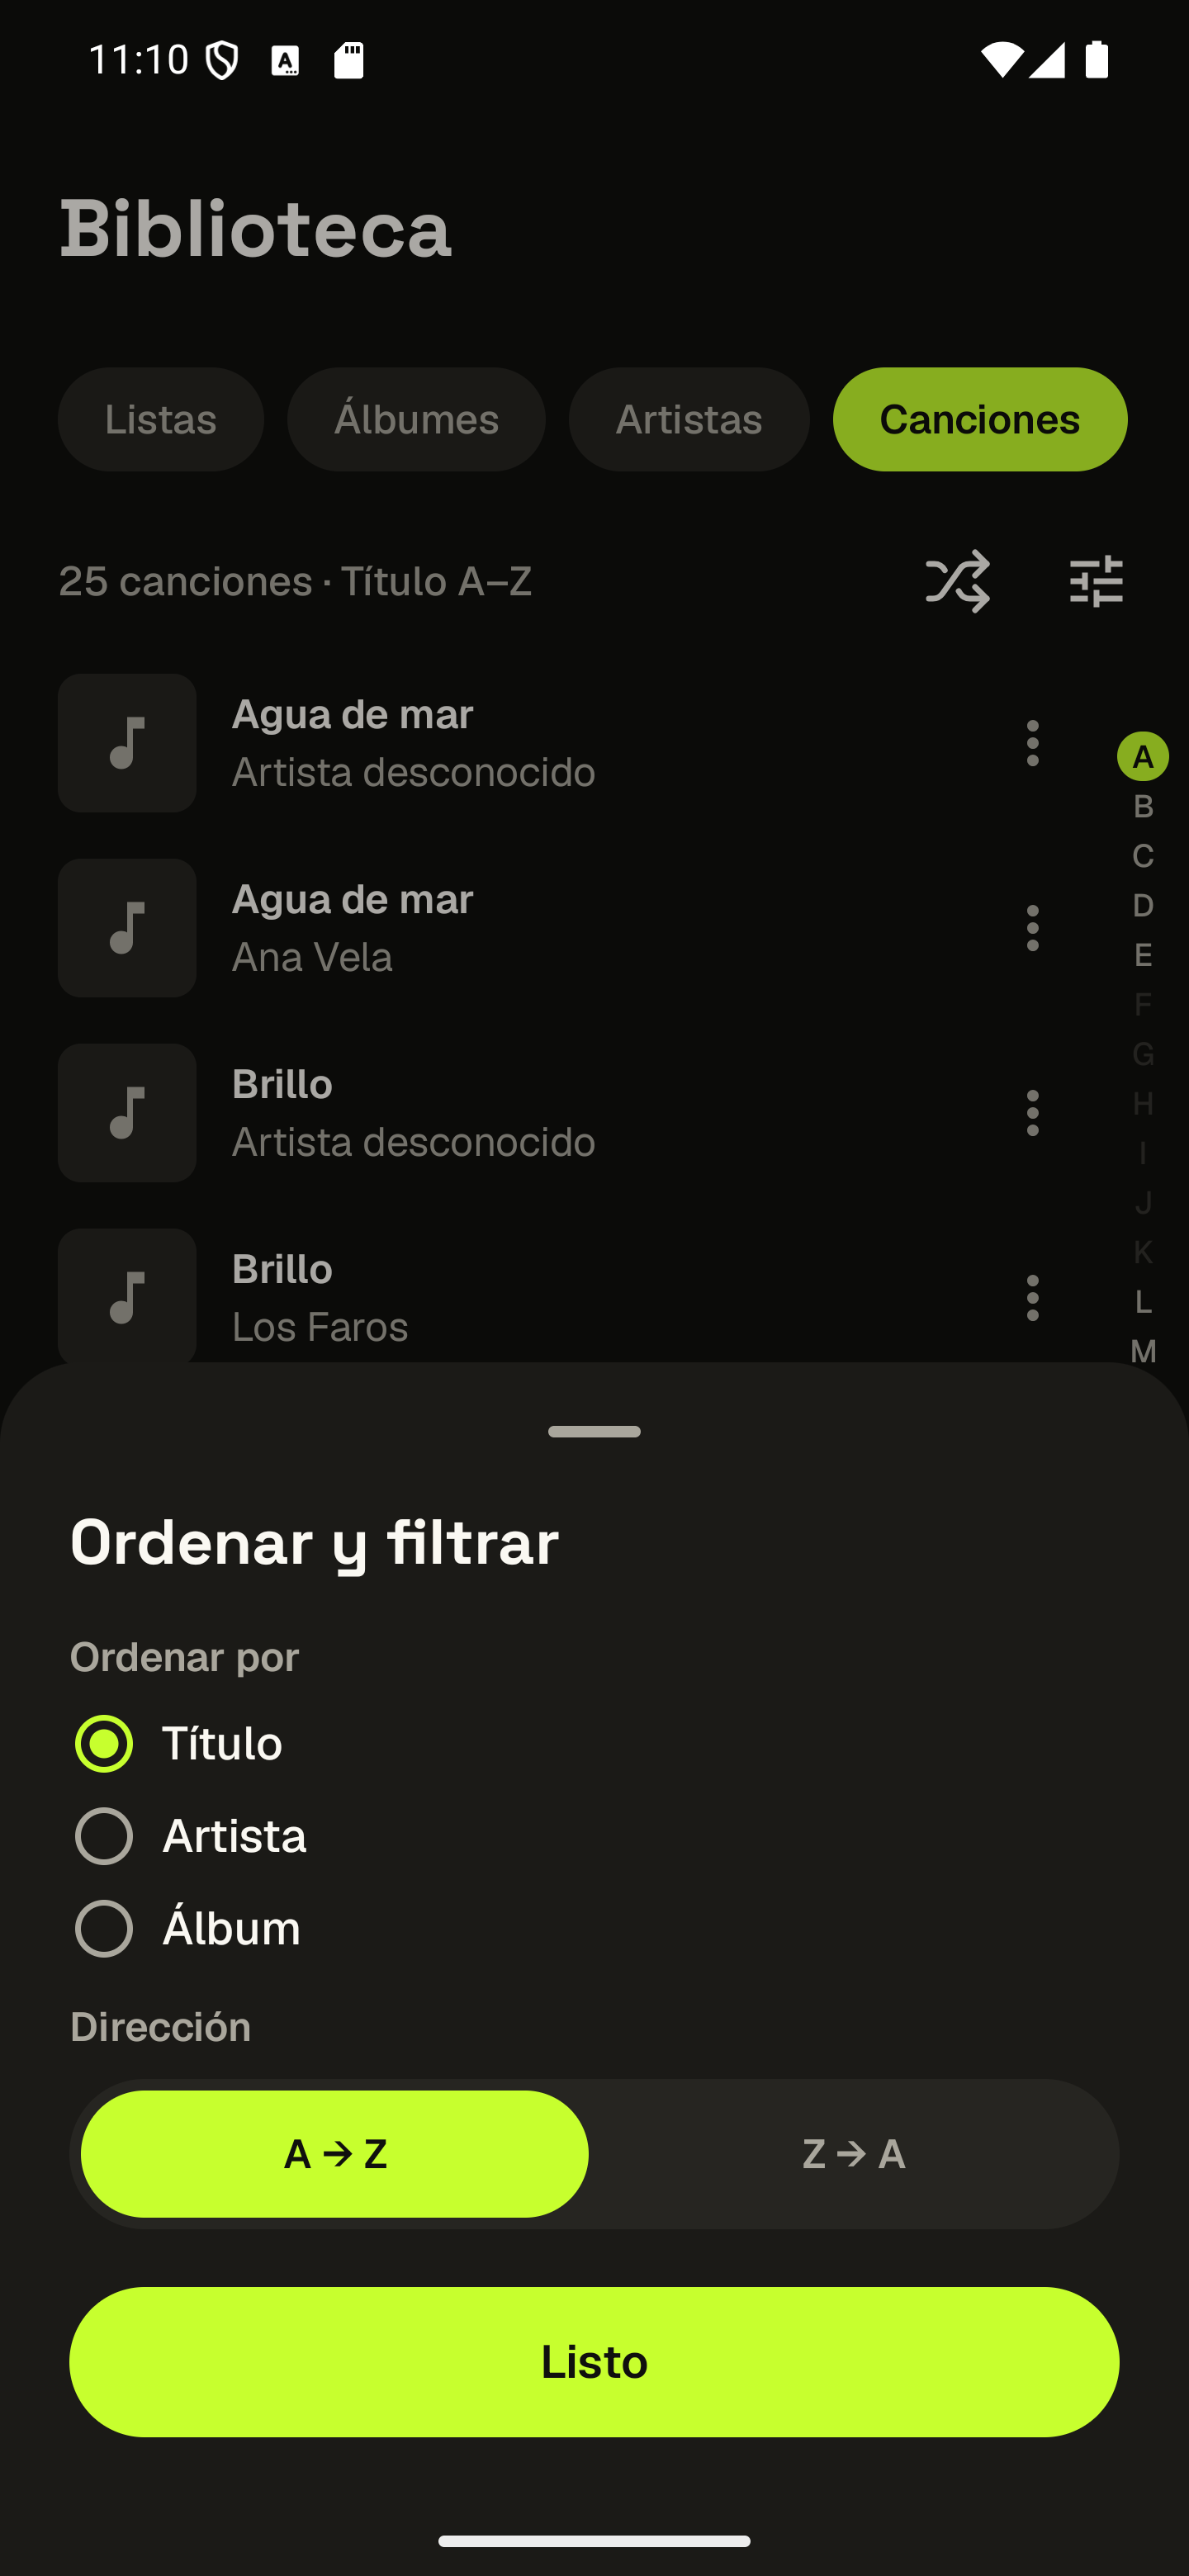 11:10
Biblioteca
Listas Álbumes Artistas Canciones
25 canciones · Título A–Z
Agua de mar
Artista desconocido
Agua de mar
Ana Vela
Brillo
Artista desconocido
Brillo
Los Faros
A
B
C
D
E
F
G
H
I
J
K
L
M
Ordenar y filtrar
Ordenar por
Título
Artista
Álbum
Dirección
A → Z Z → A
Listo